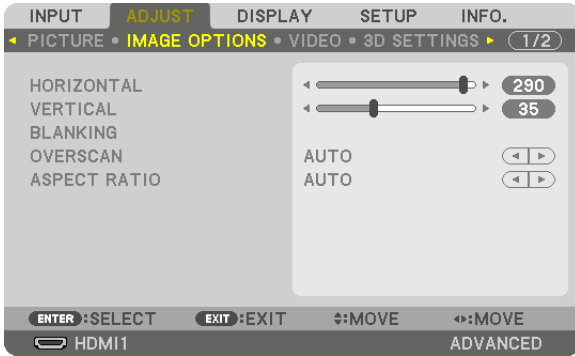 INPUT ADJUST DISPLAY SETUP INFO.
PICTURE • IMAGE OPTIONS • VIDEO • 3D SETTINGS 1/2
HORIZONTAL 290
VERTICAL 35
BLANKING
OVERSCAN AUTO
ASPECT RATIO AUTO
ENTER :SELECT EXIT :EXIT :MOVE :MOVE
HDMI1 ADVANCED